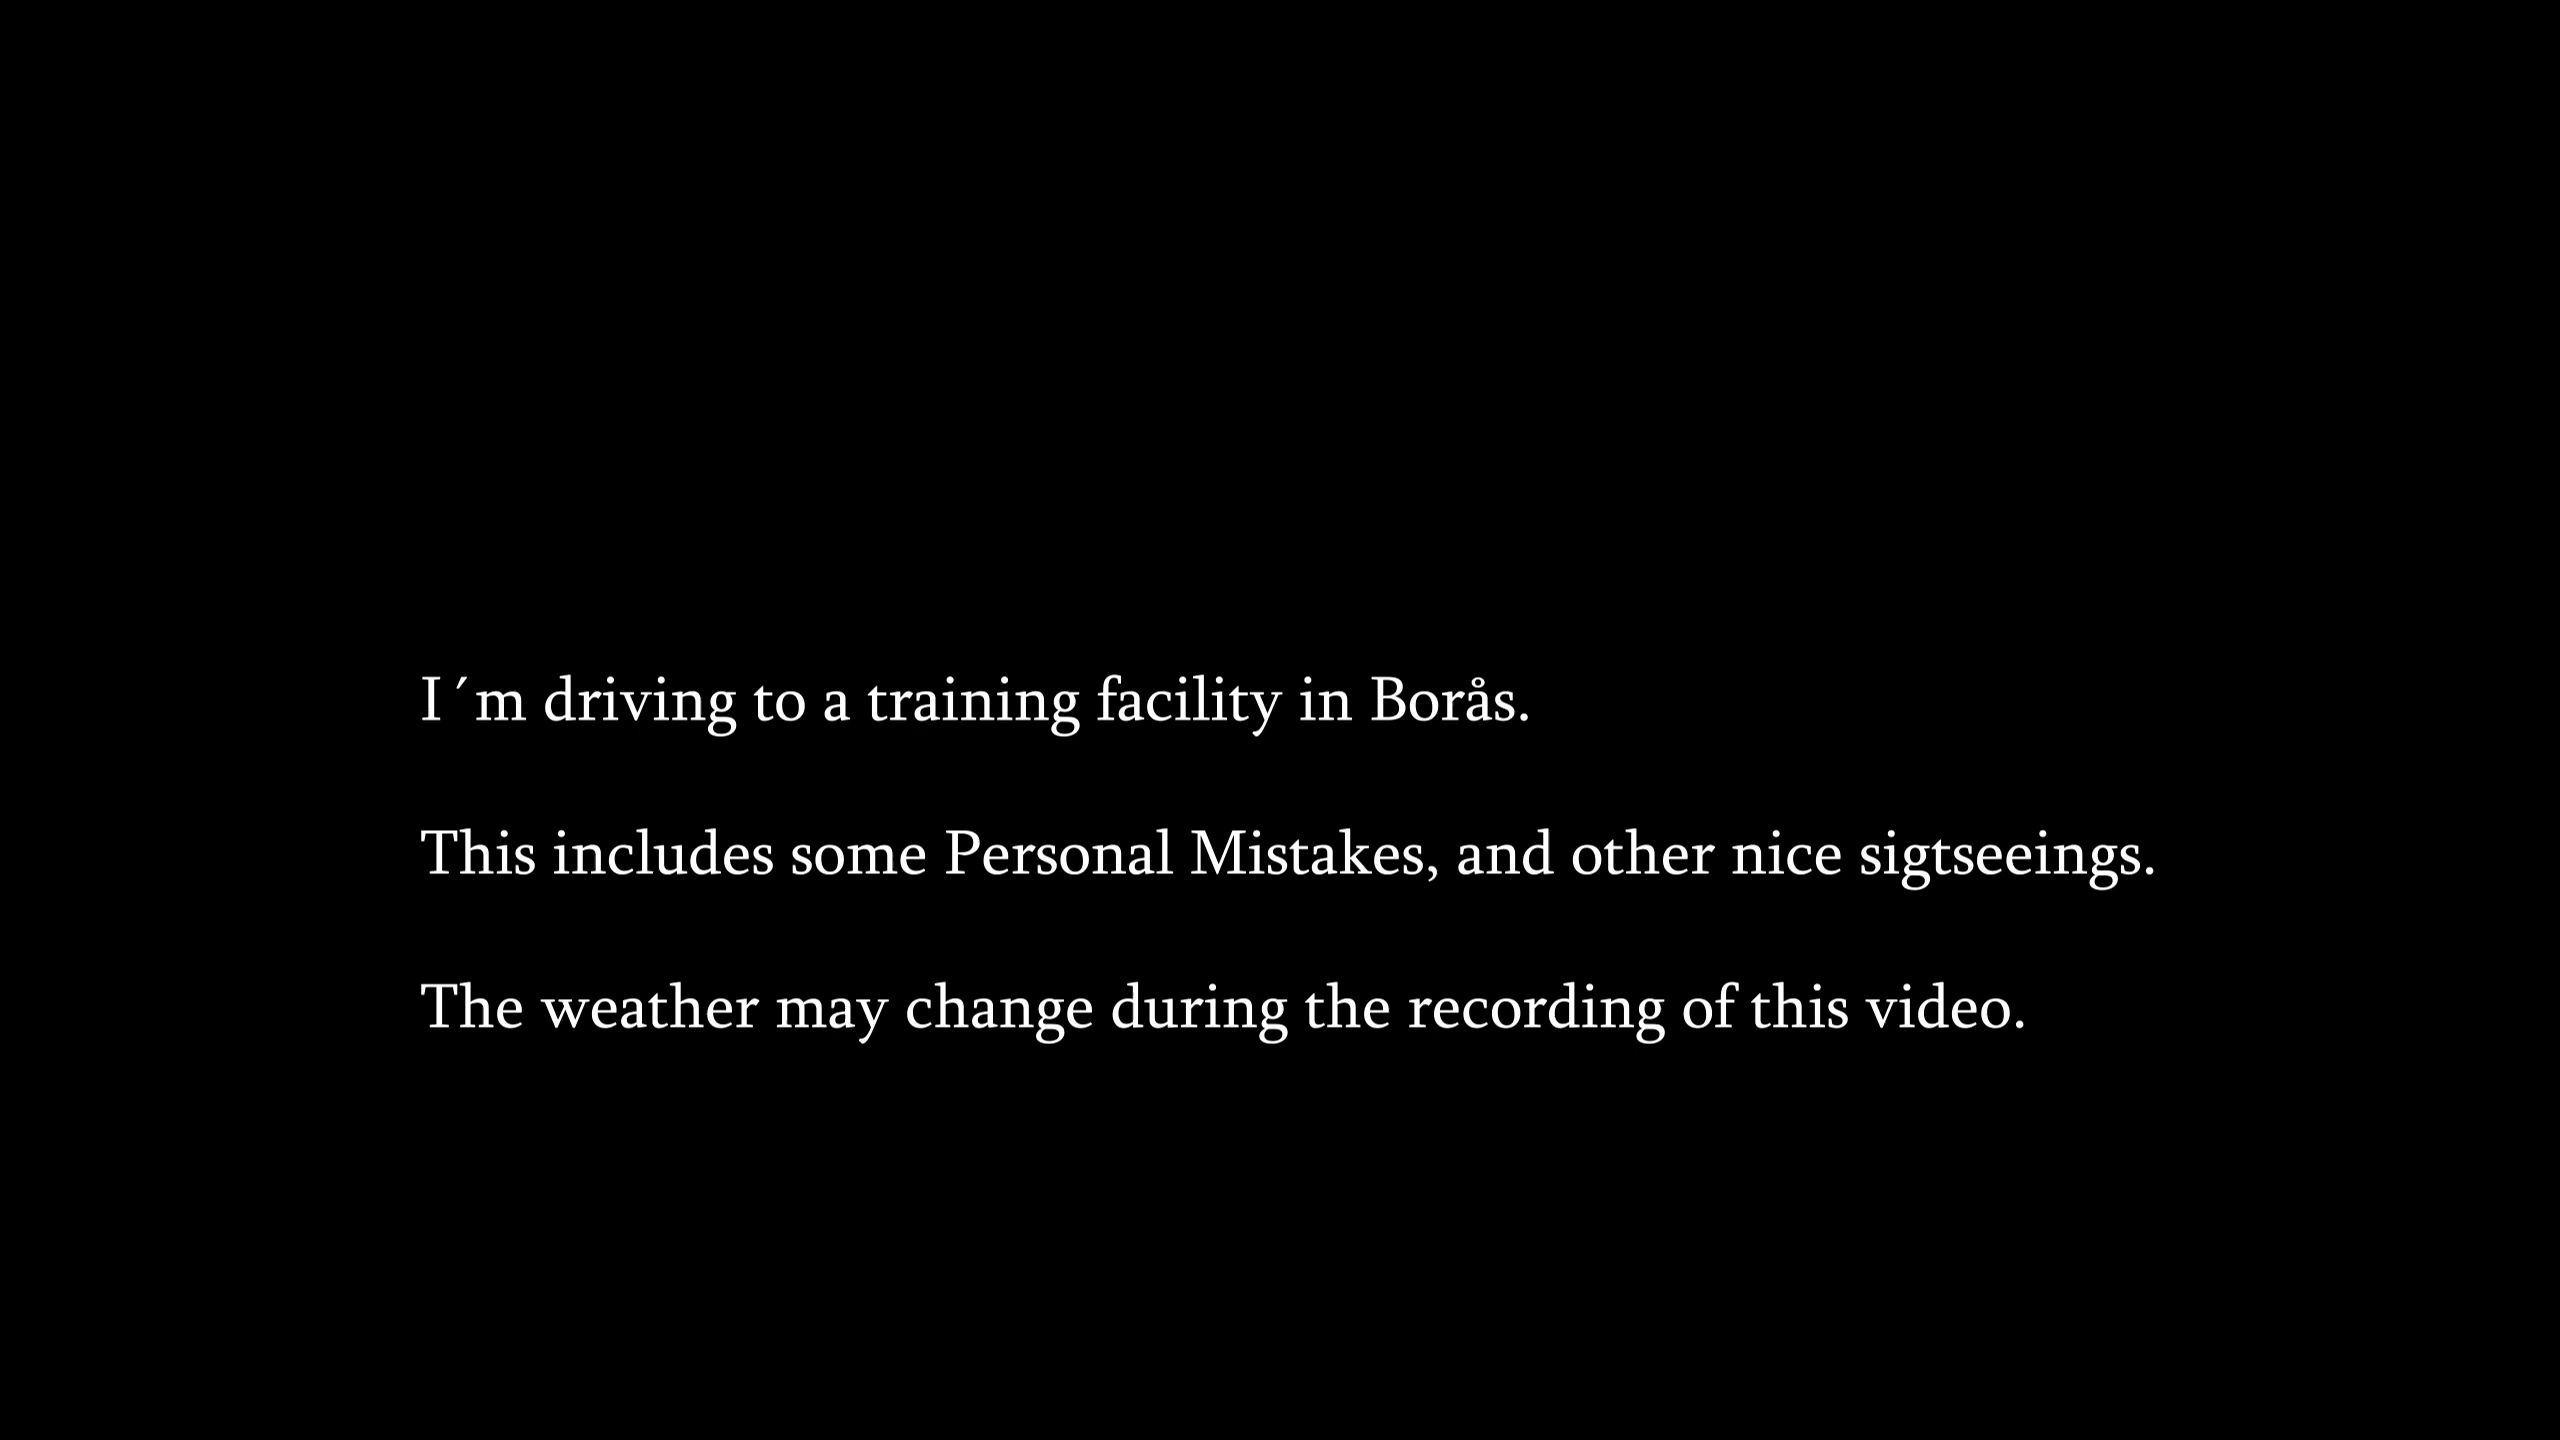 I´m driving to a training facility in Borås.
This includes some Personal Mistakes, and other nice sigtseeings.
The weather may change during the recording of this video.